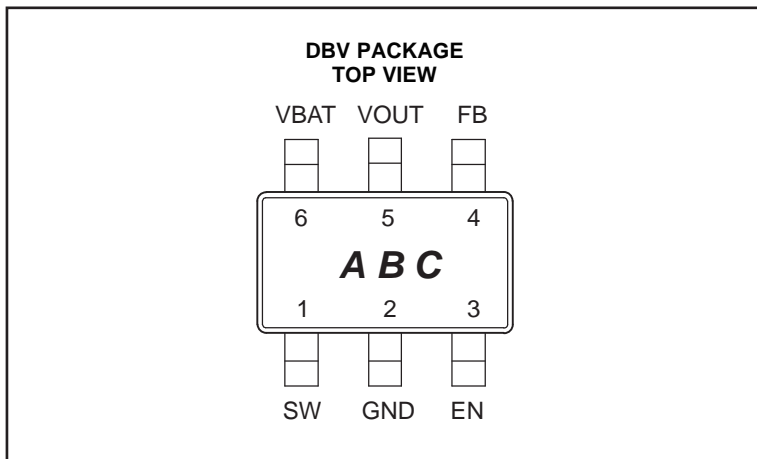 DBV PACKAGE
TOP VIEW
VBAT VOUT FB
6 5 4
A B C
1 2 3
SW GND EN